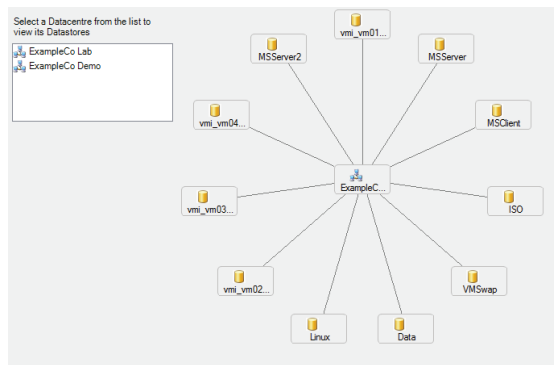 Select a Datacentre from the list to
view its Datastores
ExampleCo Lab
ExampleCo Demo
vmi_vm01...
MSServer2
MSServer
vmi_vm04...
MSClient
ExampleC...
vmi_vm03...
ISO
vmi_vm02...
VMSwap
Linux
Data